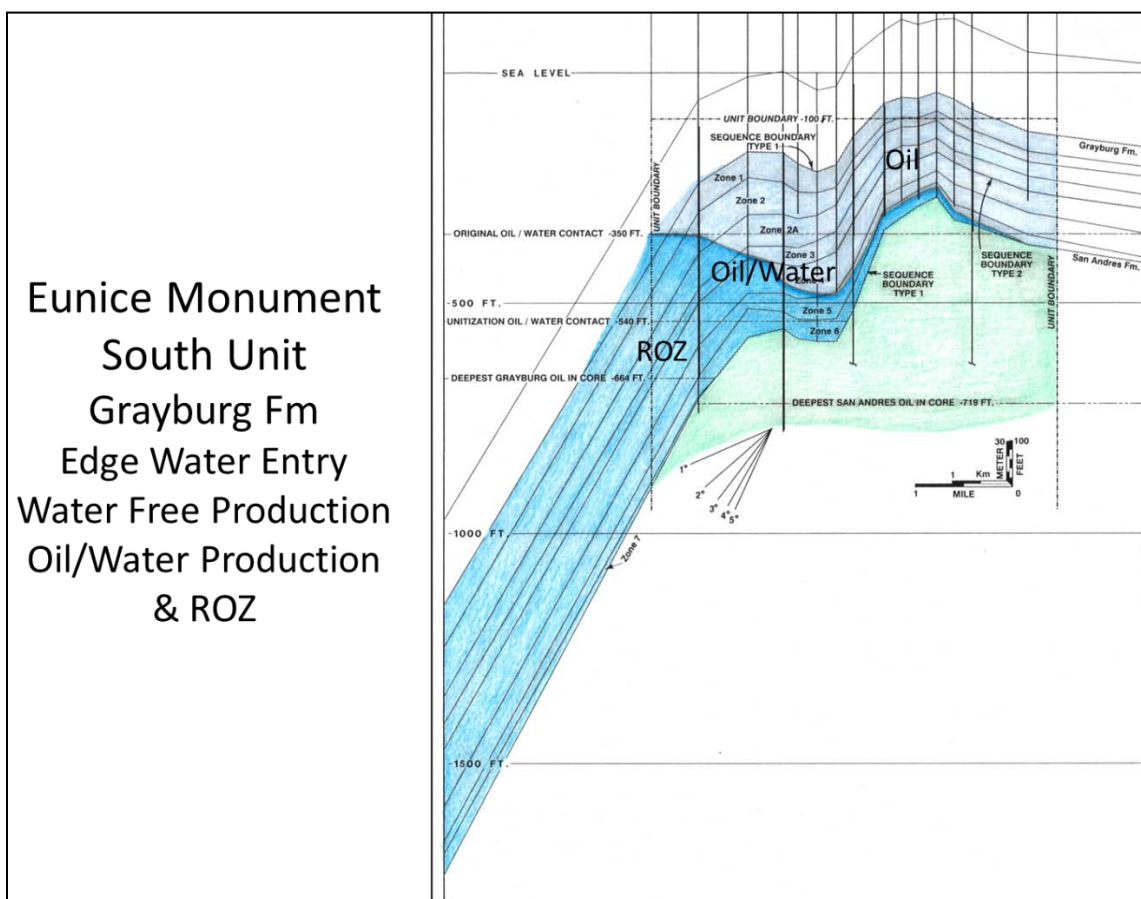 Eunice Monument
South Unit
Grayburg Fm
Edge Water Entry
Water Free Production
Oil/Water Production
& ROZ
SEA LEVEL
UNIT BOUNDARY -100 FT.
SEQUENCE BOUNDARY
TYPE 1
Oil
Grayburg Fm.
UNIT BOUNDARY
Zone 1
Zone 2
Zone 2A
ORIGINAL OIL / WATER CONTACT -350 FT.
Zone 3
San Andres Fm.
SEQUENCE
BOUNDARY
TYPE 2
Oil/Water
SEQUENCE
BOUNDARY
TYPE 1
UNIT BOUNDARY
-500 FT.
Zone 5
UNITIZATION OIL / WATER CONTACT -540 FT.
Zone 6
ROZ
DEEPEST GRAYBURG OIL IN CORE -664 FT.
DEEPEST SAN ANDRES OIL IN CORE -719 FT.
1°
2°
3°
4°
5°
METER
30
100
FEET
1
Km
1
MILE
0
-1000 FT.
Zone 7
-1500 FT.